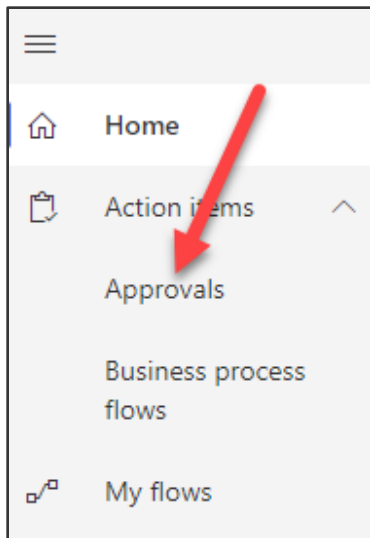 Home
Action items
Approvals
Business process
flows
My flows